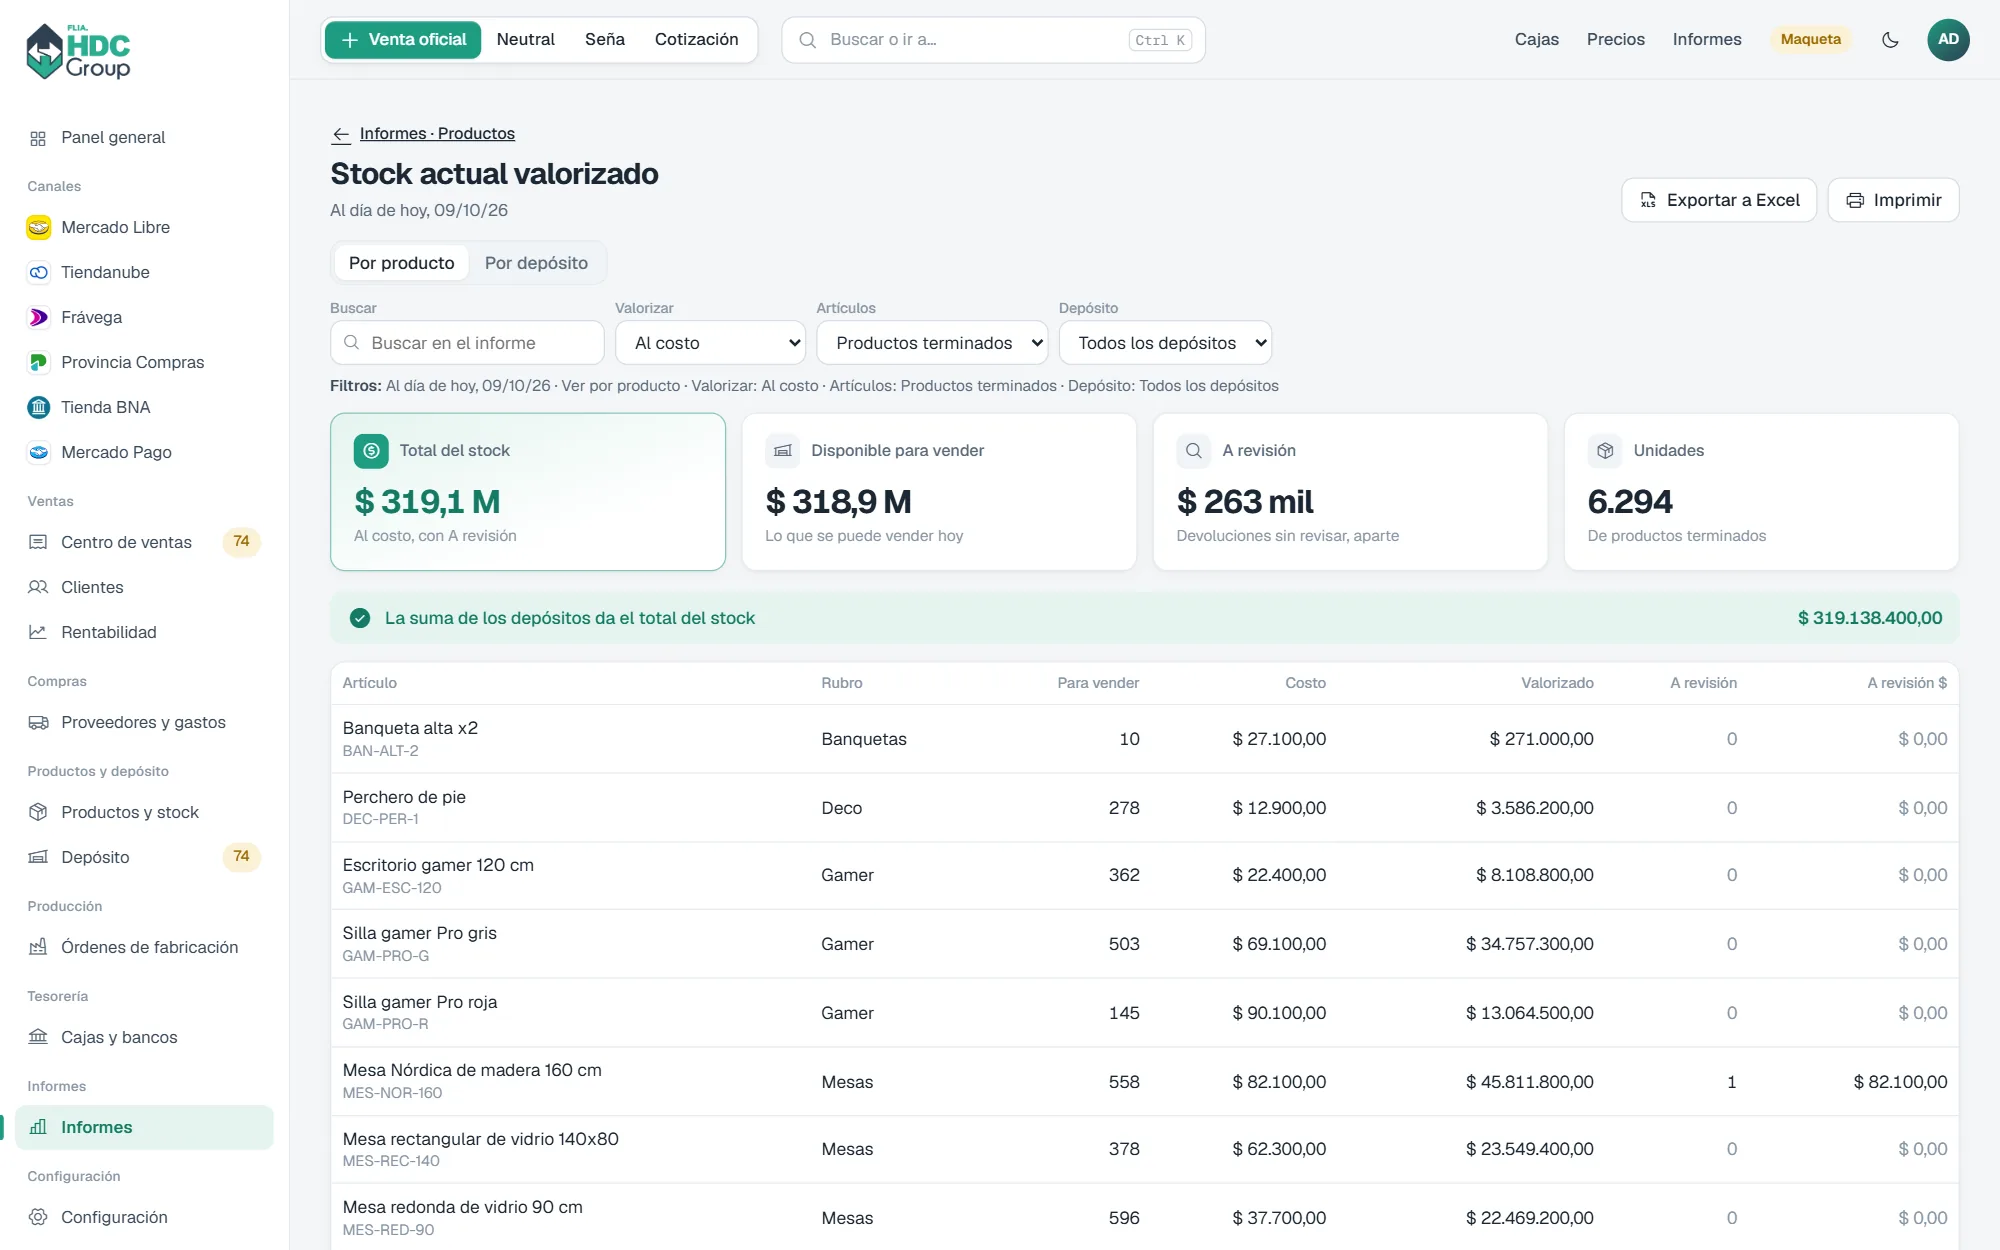 FLIA.
HDC
Group
Venta oficial
Neutral
Seña
Cotización
Buscar o ir a...
Ctrl K
Cajas
Precios
Informes
Maqueta
AD
Panel general
Canales
Mercado Libre
Tiendanube
Frávega
Provincia Compras
Tienda BNA
Mercado Pago
Ventas
Centro de ventas 74
Clientes
Rentabilidad
Compras
Proveedores y gastos
Productos y depósito
Productos y stock
Depósito 74
Producción
Órdenes de fabricación
Tesorería
Cajas y bancos
Informes
Informes
Configuración
Configuración
Informes · Productos
Stock actual valorizado
Al día de hoy, 09/10/26
XLS Exportar a Excel
Imprimir
Por producto
Por depósito
Buscar
Valorizar
Artículos
Depósito
Buscar en el informe
Al costo
Productos terminados
Todos los depósitos
Filtros: Al día de hoy, 09/10/26 · Ver por producto · Valorizar: Al costo · Artículos: Productos terminados · Depósito: Todos los depósitos
Total del stock
$ 319,1 M
Al costo, con A revisión
Disponible para vender
$ 318,9 M
Lo que se puede vender hoy
A revisión
$ 263 mil
Devoluciones sin revisar, aparte
Unidades
6.294
De productos terminados
La suma de los depósitos da el total del stock $ 319.138.400,00
Artículo Rubro Para vender Costo Valorizado A revisión A revisión $
Banqueta alta x2
BAN-ALT-2
Banquetas 10 $ 27.100,00 $ 271.000,00 0 $ 0,00
Perchero de pie
DEC-PER-1
Deco 278 $ 12.900,00 $ 3.586.200,00 0 $ 0,00
Escritorio gamer 120 cm
GAM-ESC-120
Gamer 362 $ 22.400,00 $ 8.108.800,00 0 $ 0,00
Silla gamer Pro gris
GAM-PRO-G
Gamer 503 $ 69.100,00 $ 34.757.300,00 0 $ 0,00
Silla gamer Pro roja
GAM-PRO-R
Gamer 145 $ 90.100,00 $ 13.064.500,00 0 $ 0,00
Mesa Nórdica de madera 160 cm
MES-NOR-160
Mesas 558 $ 82.100,00 $ 45.811.800,00 1 $ 82.100,00
Mesa rectangular de vidrio 140x80
MES-REC-140
Mesas 378 $ 62.300,00 $ 23.549.400,00 0 $ 0,00
Mesa redonda de vidrio 90 cm
MES-RED-90
Mesas 596 $ 37.700,00 $ 22.469.200,00 0 $ 0,00